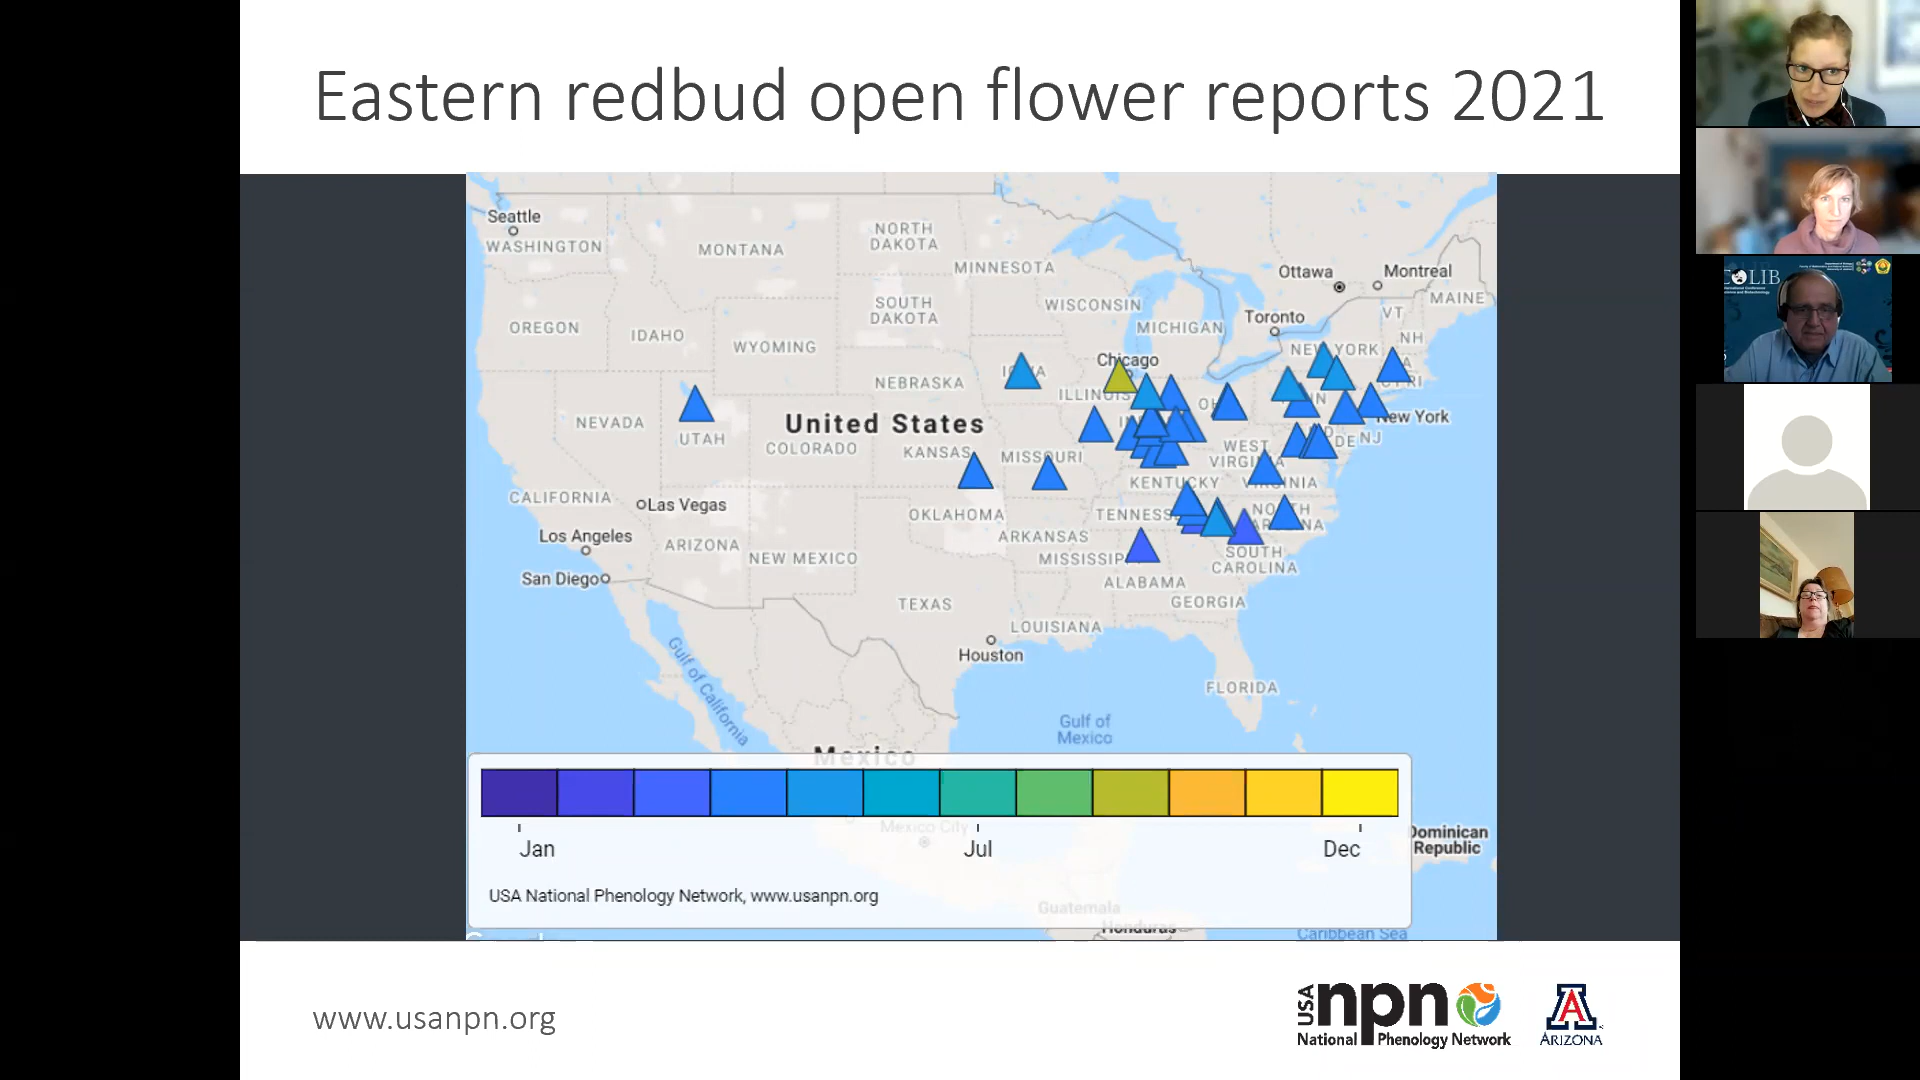 Eastern redbud open flower reports 2021
Seattle
WASHINGTON
MONTANA
NORTH
DAKOTA
MINNESOTA
Ottawa
Montreal
MAINE
OREGON
IDAHO
SOUTH
DAKOTA
WISCONSIN
MICHIGAN
Toronto
VT
NH
WYOMING
NEW YORK
Chicago
NEBRASKA
ILLINOIS
NEVADA
UTAH
United States
COLORADO
KANSAS
MISSOURI
WEST
VIRGINIA
DE
NJ
New York
CALIFORNIA
Las Vegas
KENTUCKY
VIRGINIA
OKLAHOMA
TENNESS
NORTH
Los Angeles
ARIZONA
NEW MEXICO
ARKANSAS
MISSISSIP
SOUTH
CAROLINA
San Diego
ALABAMA
TEXAS
GEORGIA
LOUISIANA
Houston
Gulf of California
FLORIDA
Gulf of
Mexico
Mexico
Mexico City
Jan
Jul
Dec
Dominican
Republic
USA National Phenology Network, www.usanpn.org
Guatemala
Honduras
Caribbean Sea
www.usanpn.org
USA npn
National Phenology Network
A
ARIZONA
COLIB